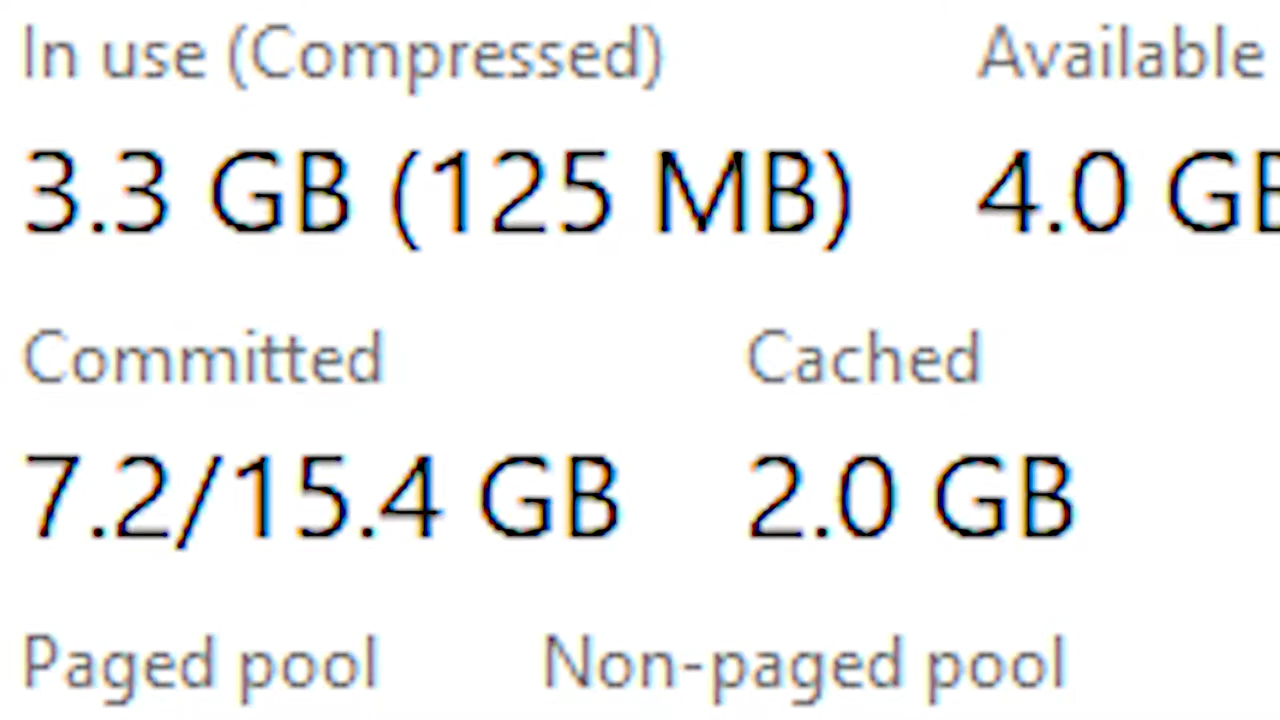 In use (Compressed) Available
3.3 GB (125 MB) 4.0 GB
Committed Cached
7.2/15.4 GB 2.0 GB
Paged pool Non-paged pool